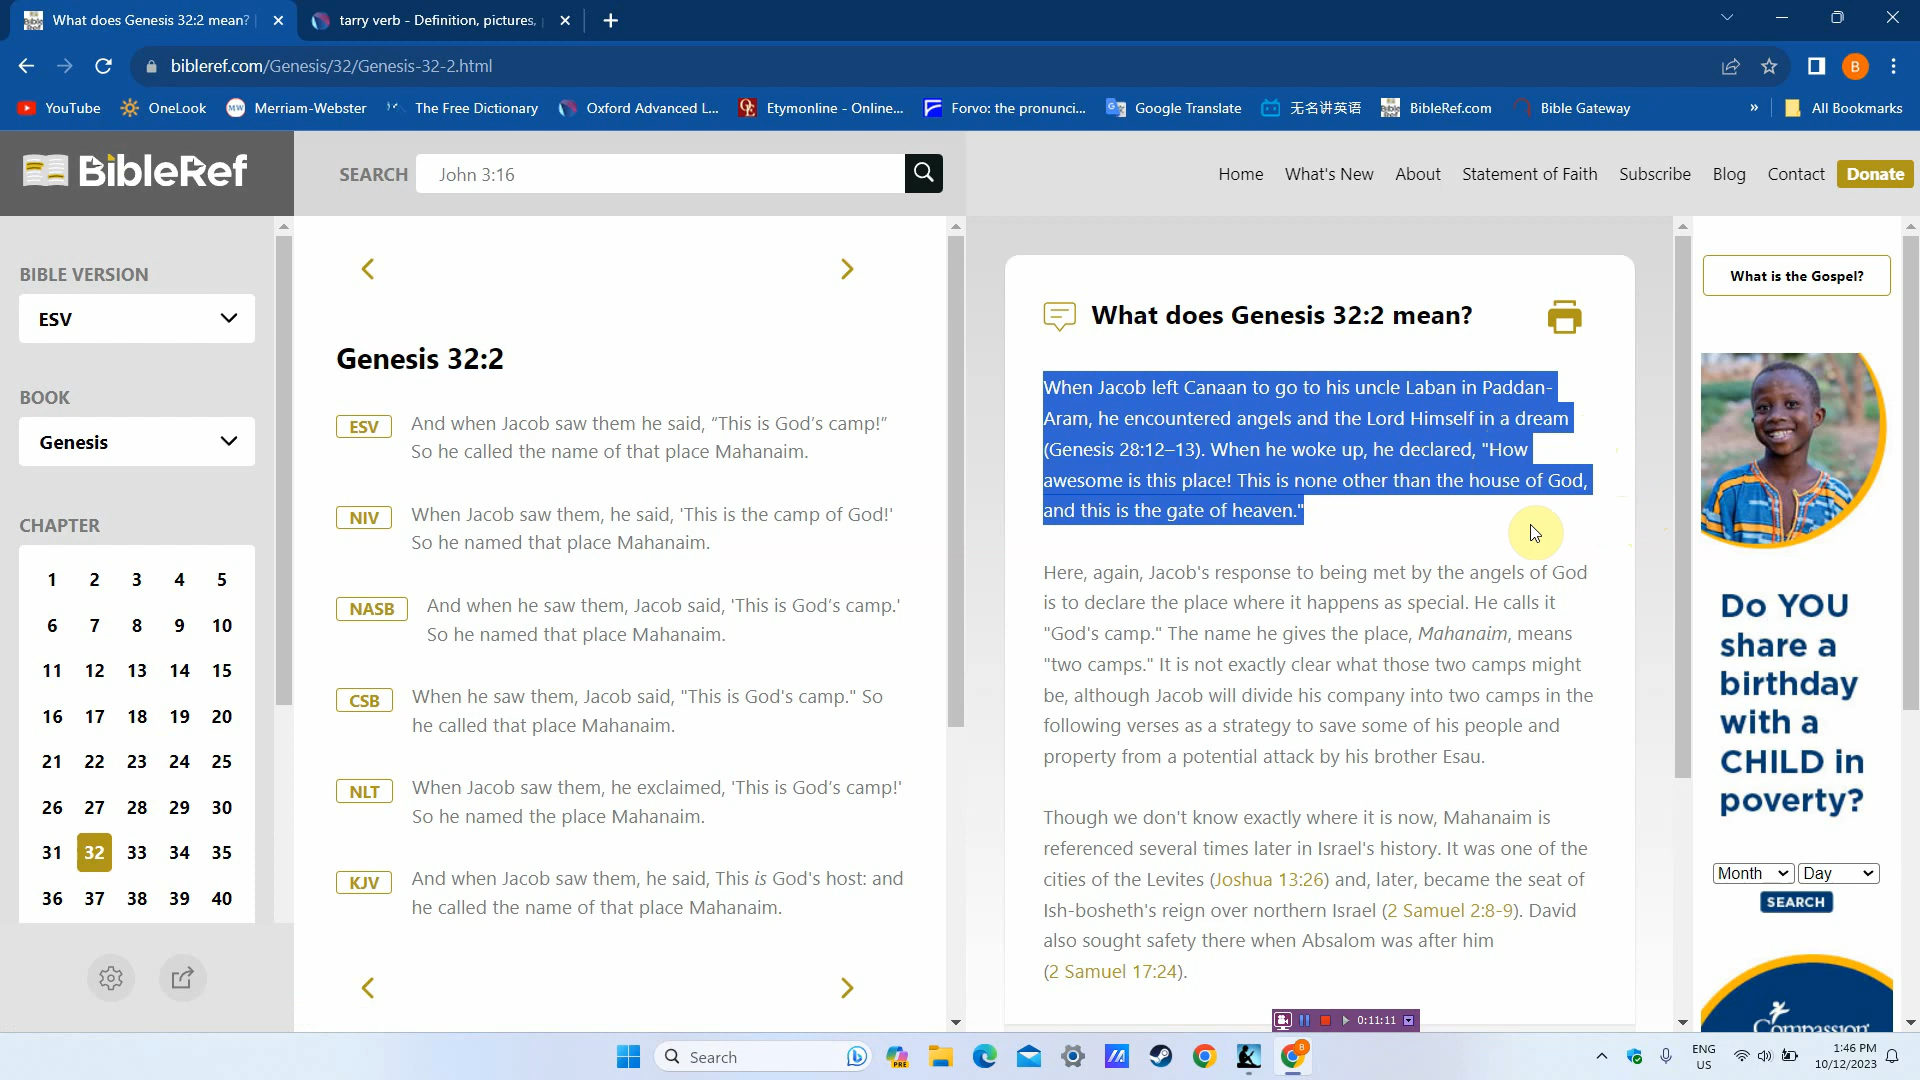 What does Genesis 32:2 mean?
tarry verb - Definition, pictures,
bibleref.com/Genesis/32/Genesis-32-2.html
B
YouTube
OneLook
Merriam-Webster
The Free Dictionary
Oxford Advanced L...
Etymonline - Online...
Forvo: the pronunci...
Google Translate
无名讲英语
BibleRef.com
Bible Gateway
»
All Bookmarks
BibleRef
SEARCH
John 3:16
Home
What's New
About
Statement of Faith
Subscribe
Blog
Contact
Donate
BIBLE VERSION
ESV
BOOK
Genesis
CHAPTER
1 2 3 4 5
6 7 8 9 10
11 12 13 14 15
16 17 18 19 20
21 22 23 24 25
26 27 28 29 30
31 32 33 34 35
36 37 38 39 40
Genesis 32:2
ESV And when Jacob saw them he said, “This is God’s camp!”
So he called the name of that place Mahanaim.
NIV When Jacob saw them, he said, 'This is the camp of God!'
So he named that place Mahanaim.
NASB And when he saw them, Jacob said, 'This is God’s camp.'
So he named that place Mahanaim.
CSB When he saw them, Jacob said, "This is God's camp." So
he called that place Mahanaim.
NLT When Jacob saw them, he exclaimed, 'This is God’s camp!'
So he named the place Mahanaim.
KJV And when Jacob saw them, he said, This is God's host: and
he called the name of that place Mahanaim.
What does Genesis 32:2 mean?
When Jacob left Canaan to go to his uncle Laban in Paddan-
Aram, he encountered angels and the Lord Himself in a dream
(Genesis 28:12–13). When he woke up, he declared, "How
awesome is this place! This is none other than the house of God,
and this is the gate of heaven."
Here, again, Jacob's response to being met by the angels of God
is to declare the place where it happens as special. He calls it
"God's camp." The name he gives the place, Mahanaim, means
"two camps." It is not exactly clear what those two camps might
be, although Jacob will divide his company into two camps in the
following verses as a strategy to save some of his people and
property from a potential attack by his brother Esau.
Though we don't know exactly where it is now, Mahanaim is
referenced several times later in Israel's history. It was one of the
cities of the Levites (Joshua 13:26) and, later, became the seat of
Ish-bosheth's reign over northern Israel (2 Samuel 2:8-9). David
also sought safety there when Absalom was after him
(2 Samuel 17:24).
What is the Gospel?
Do YOU
share a
birthday
with a
CHILD in
poverty?
Month
Day
SEARCH
Compassion
0:11:11
Search
PRE
B
ENG
US
1:46 PM
10/12/2023